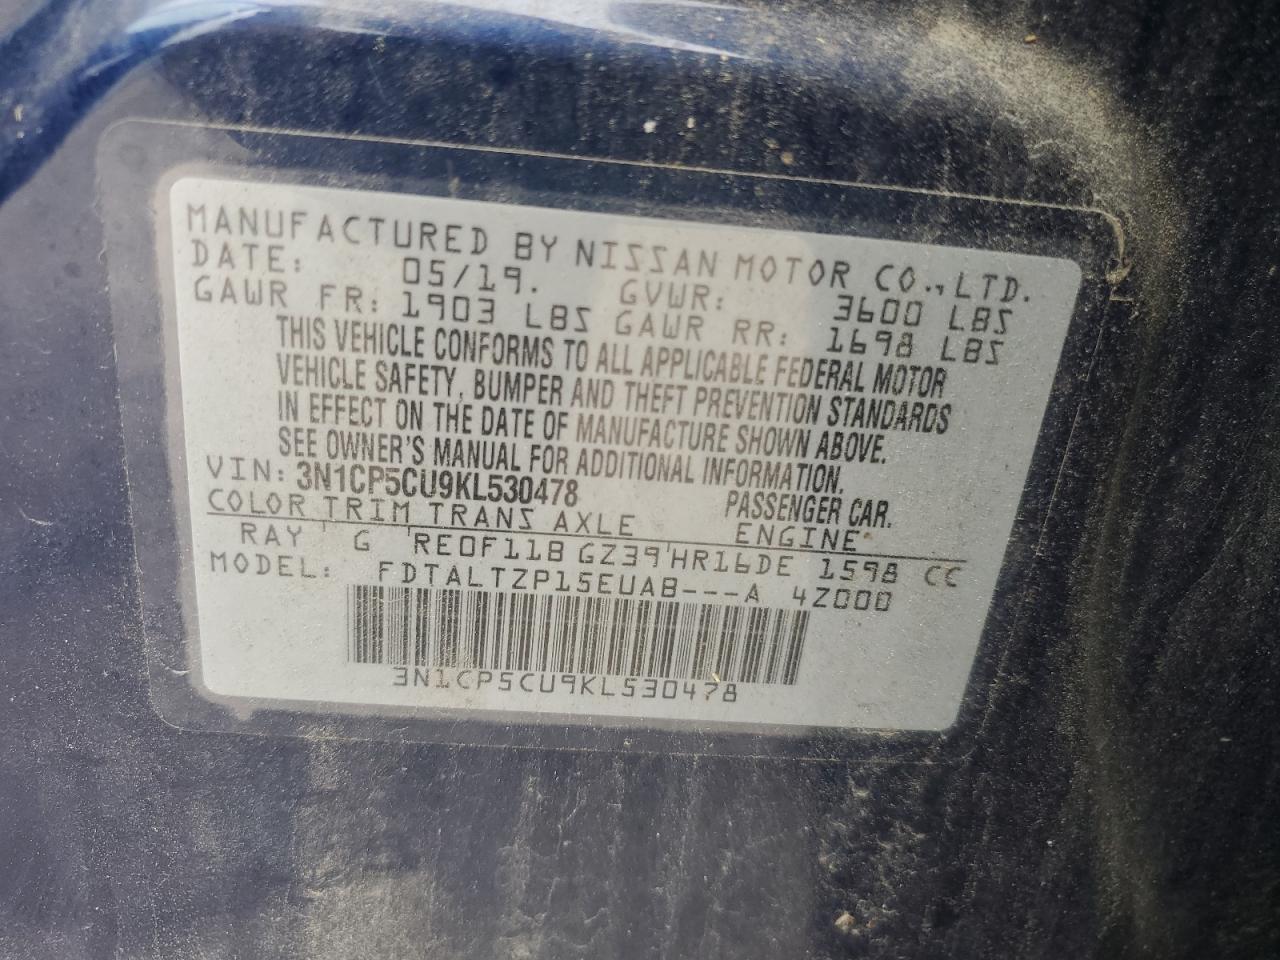 MANUFACTURED BY NISSAN MOTOR CO.,LTD.
DATE: 05/19. GVWR: 3600 LBS
GAWR FR: 1903 LBS GAWR RR: 1698 LBS
THIS VEHICLE CONFORMS TO ALL APPLICABLE FEDERAL MOTOR
VEHICLE SAFETY, BUMPER AND THEFT PREVENTION STANDARDS
IN EFFECT ON THE DATE OF MANUFACTURE SHOWN ABOVE.
SEE OWNER'S MANUAL FOR ADDITIONAL INFORMATION.
VIN: 3N1CP5CU9KL530478 PASSENGER CAR.
COLOR TRIM TRANS AXLE ENGINE
RAY G RE0F11B GZ39 HR16DE 1598 CC
MODEL: FDTALTZP15EUAB---A 4Z000
3N1CP5CU9KL530478